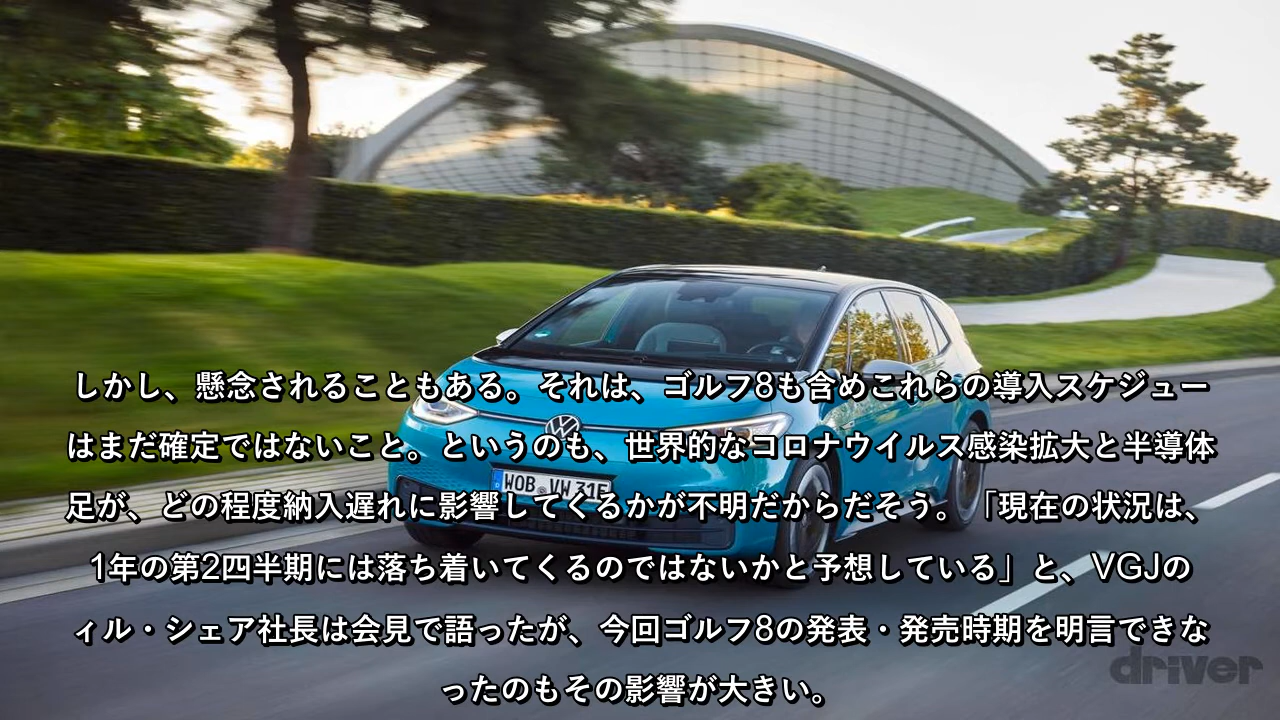 しかし、懸念されることもある。それは、ゴルフ8も含めこれらの導入スケジュー
はまだ確定ではないこと。というのも、世界的なコロナウイルス感染拡大と半導体
足が、どの程度納入遅れに影響してくるかが不明だからだそう。「現在の状況は、
1年の第2四半期には落ち着いてくるのではないかと予想している」と、VGJの
ィル・シェア社長は会見で語ったが、今回ゴルフ8の発表・発売時期を明言できな
ったのもその影響が大きい。
WOB VW 31E
driver